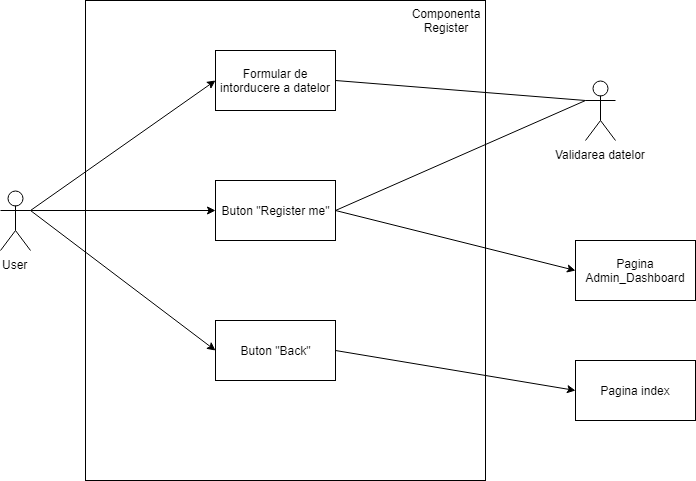 Componenta
Register
Formular de
intorducere a datelor
Validarea datelor
Buton "Register me"
User
Pagina
Admin_Dashboard
Buton "Back"
Pagina index